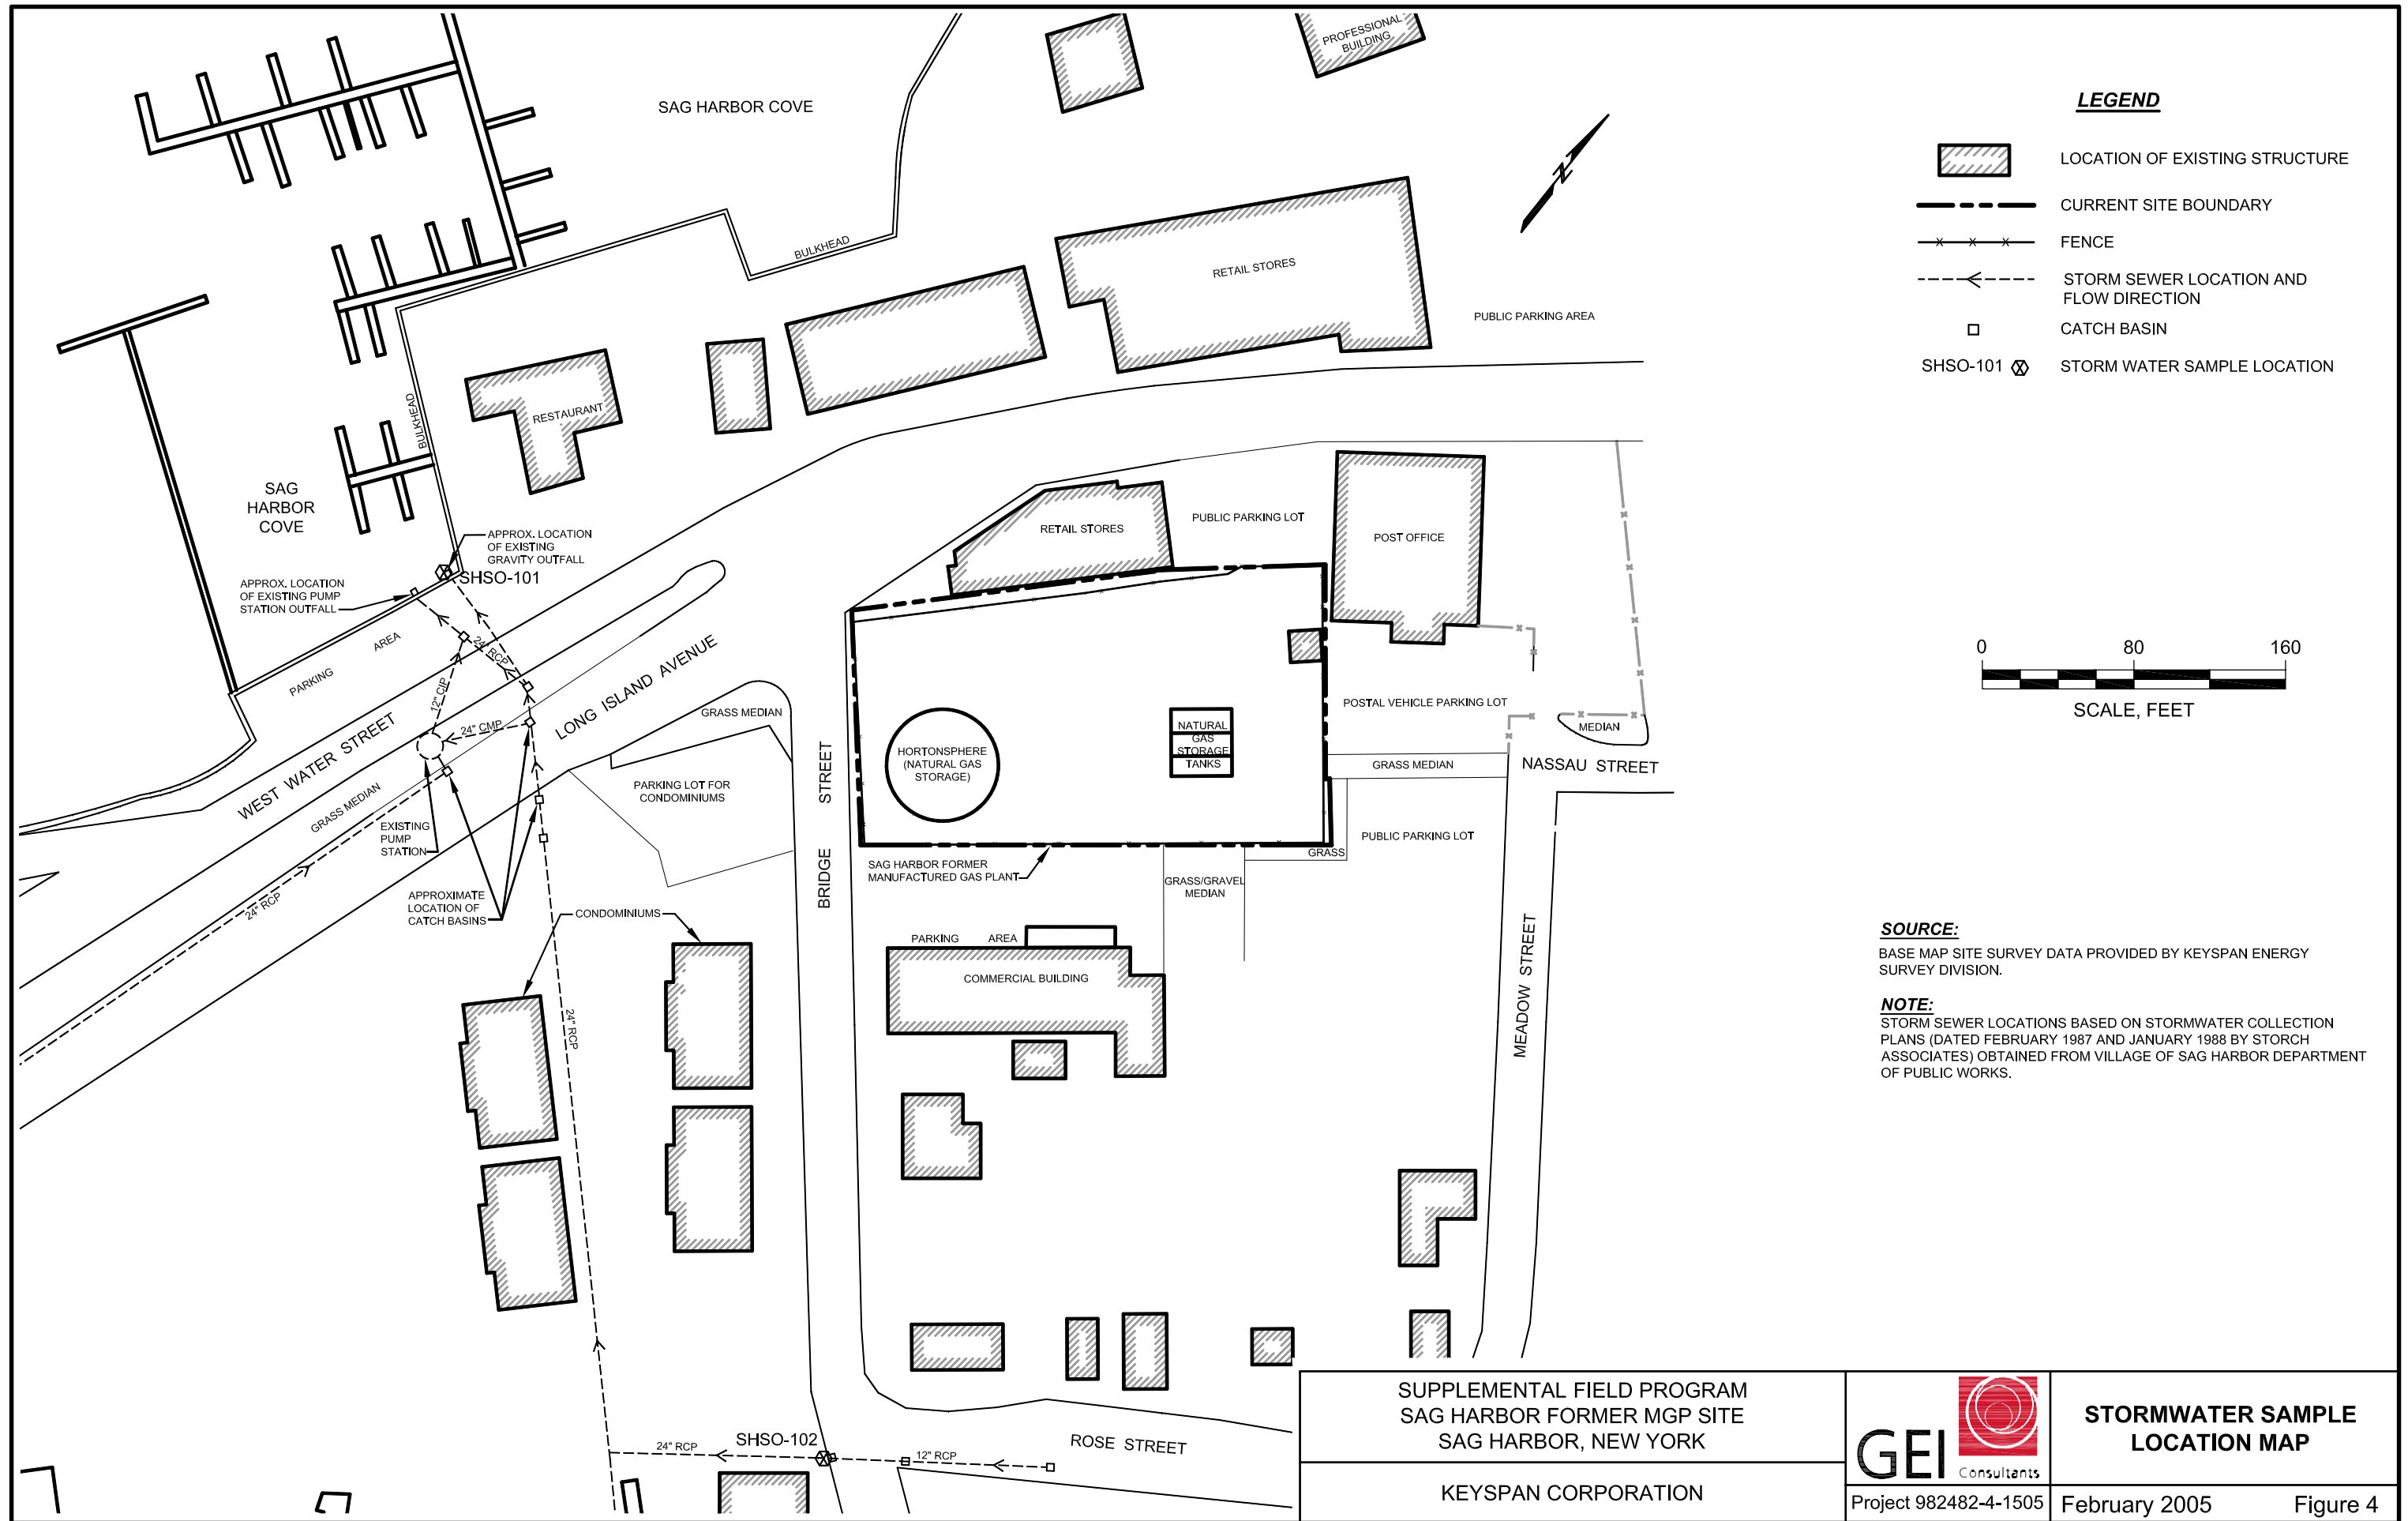 PROFESSIONAL
BUILDING
SAG HARBOR COVE
BULKHEAD
RETAIL STORES
PUBLIC PARKING AREA
RESTAURANT
BULKHEAD
SAG
HARBOR
COVE
APPROX. LOCATION
OF EXISTING
GRAVITY OUTFALL
SHSO-101
APPROX. LOCATION
OF EXISTING PUMP
STATION OUTFALL
PARKING AREA
24" RCP
12" CIP
24" CMP
WEST WATER STREET
LONG ISLAND AVENUE
GRASS MEDIAN
GRASS MEDIAN
PARKING LOT FOR
CONDOMINIUMS
EXISTING
PUMP
STATION
24" RCP
APPROXIMATE
LOCATION OF
CATCH BASINS
CONDOMINIUMS
24" RCP
BRIDGE STREET
RETAIL STORES
PUBLIC PARKING LOT
POST OFFICE
HORTONSPHERE
(NATURAL GAS
STORAGE)
NATURAL
GAS
STORAGE
TANKS
POSTAL VEHICLE PARKING LOT
MEDIAN
GRASS MEDIAN
NASSAU STREET
PUBLIC PARKING LOT
GRASS
SAG HARBOR FORMER
MANUFACTURED GAS PLANT
GRASS/GRAVEL
MEDIAN
PARKING AREA
COMMERCIAL BUILDING
MEADOW STREET
24" RCP
SHSO-102
12" RCP
ROSE STREET
N
LEGEND
LOCATION OF EXISTING STRUCTURE
CURRENT SITE BOUNDARY
FENCE
STORM SEWER LOCATION AND
FLOW DIRECTION
CATCH BASIN
SHSO-101 STORM WATER SAMPLE LOCATION
0 80 160
SCALE, FEET
SOURCE:
BASE MAP SITE SURVEY DATA PROVIDED BY KEYSPAN ENERGY
SURVEY DIVISION.
NOTE:
STORM SEWER LOCATIONS BASED ON STORMWATER COLLECTION
PLANS (DATED FEBRUARY 1987 AND JANUARY 1988 BY STORCH
ASSOCIATES) OBTAINED FROM VILLAGE OF SAG HARBOR DEPARTMENT
OF PUBLIC WORKS.
SUPPLEMENTAL FIELD PROGRAM
SAG HARBOR FORMER MGP SITE
SAG HARBOR, NEW YORK
KEYSPAN CORPORATION
GEI Consultants
Project 982482-4-1505
STORMWATER SAMPLE
LOCATION MAP
February 2005 Figure 4